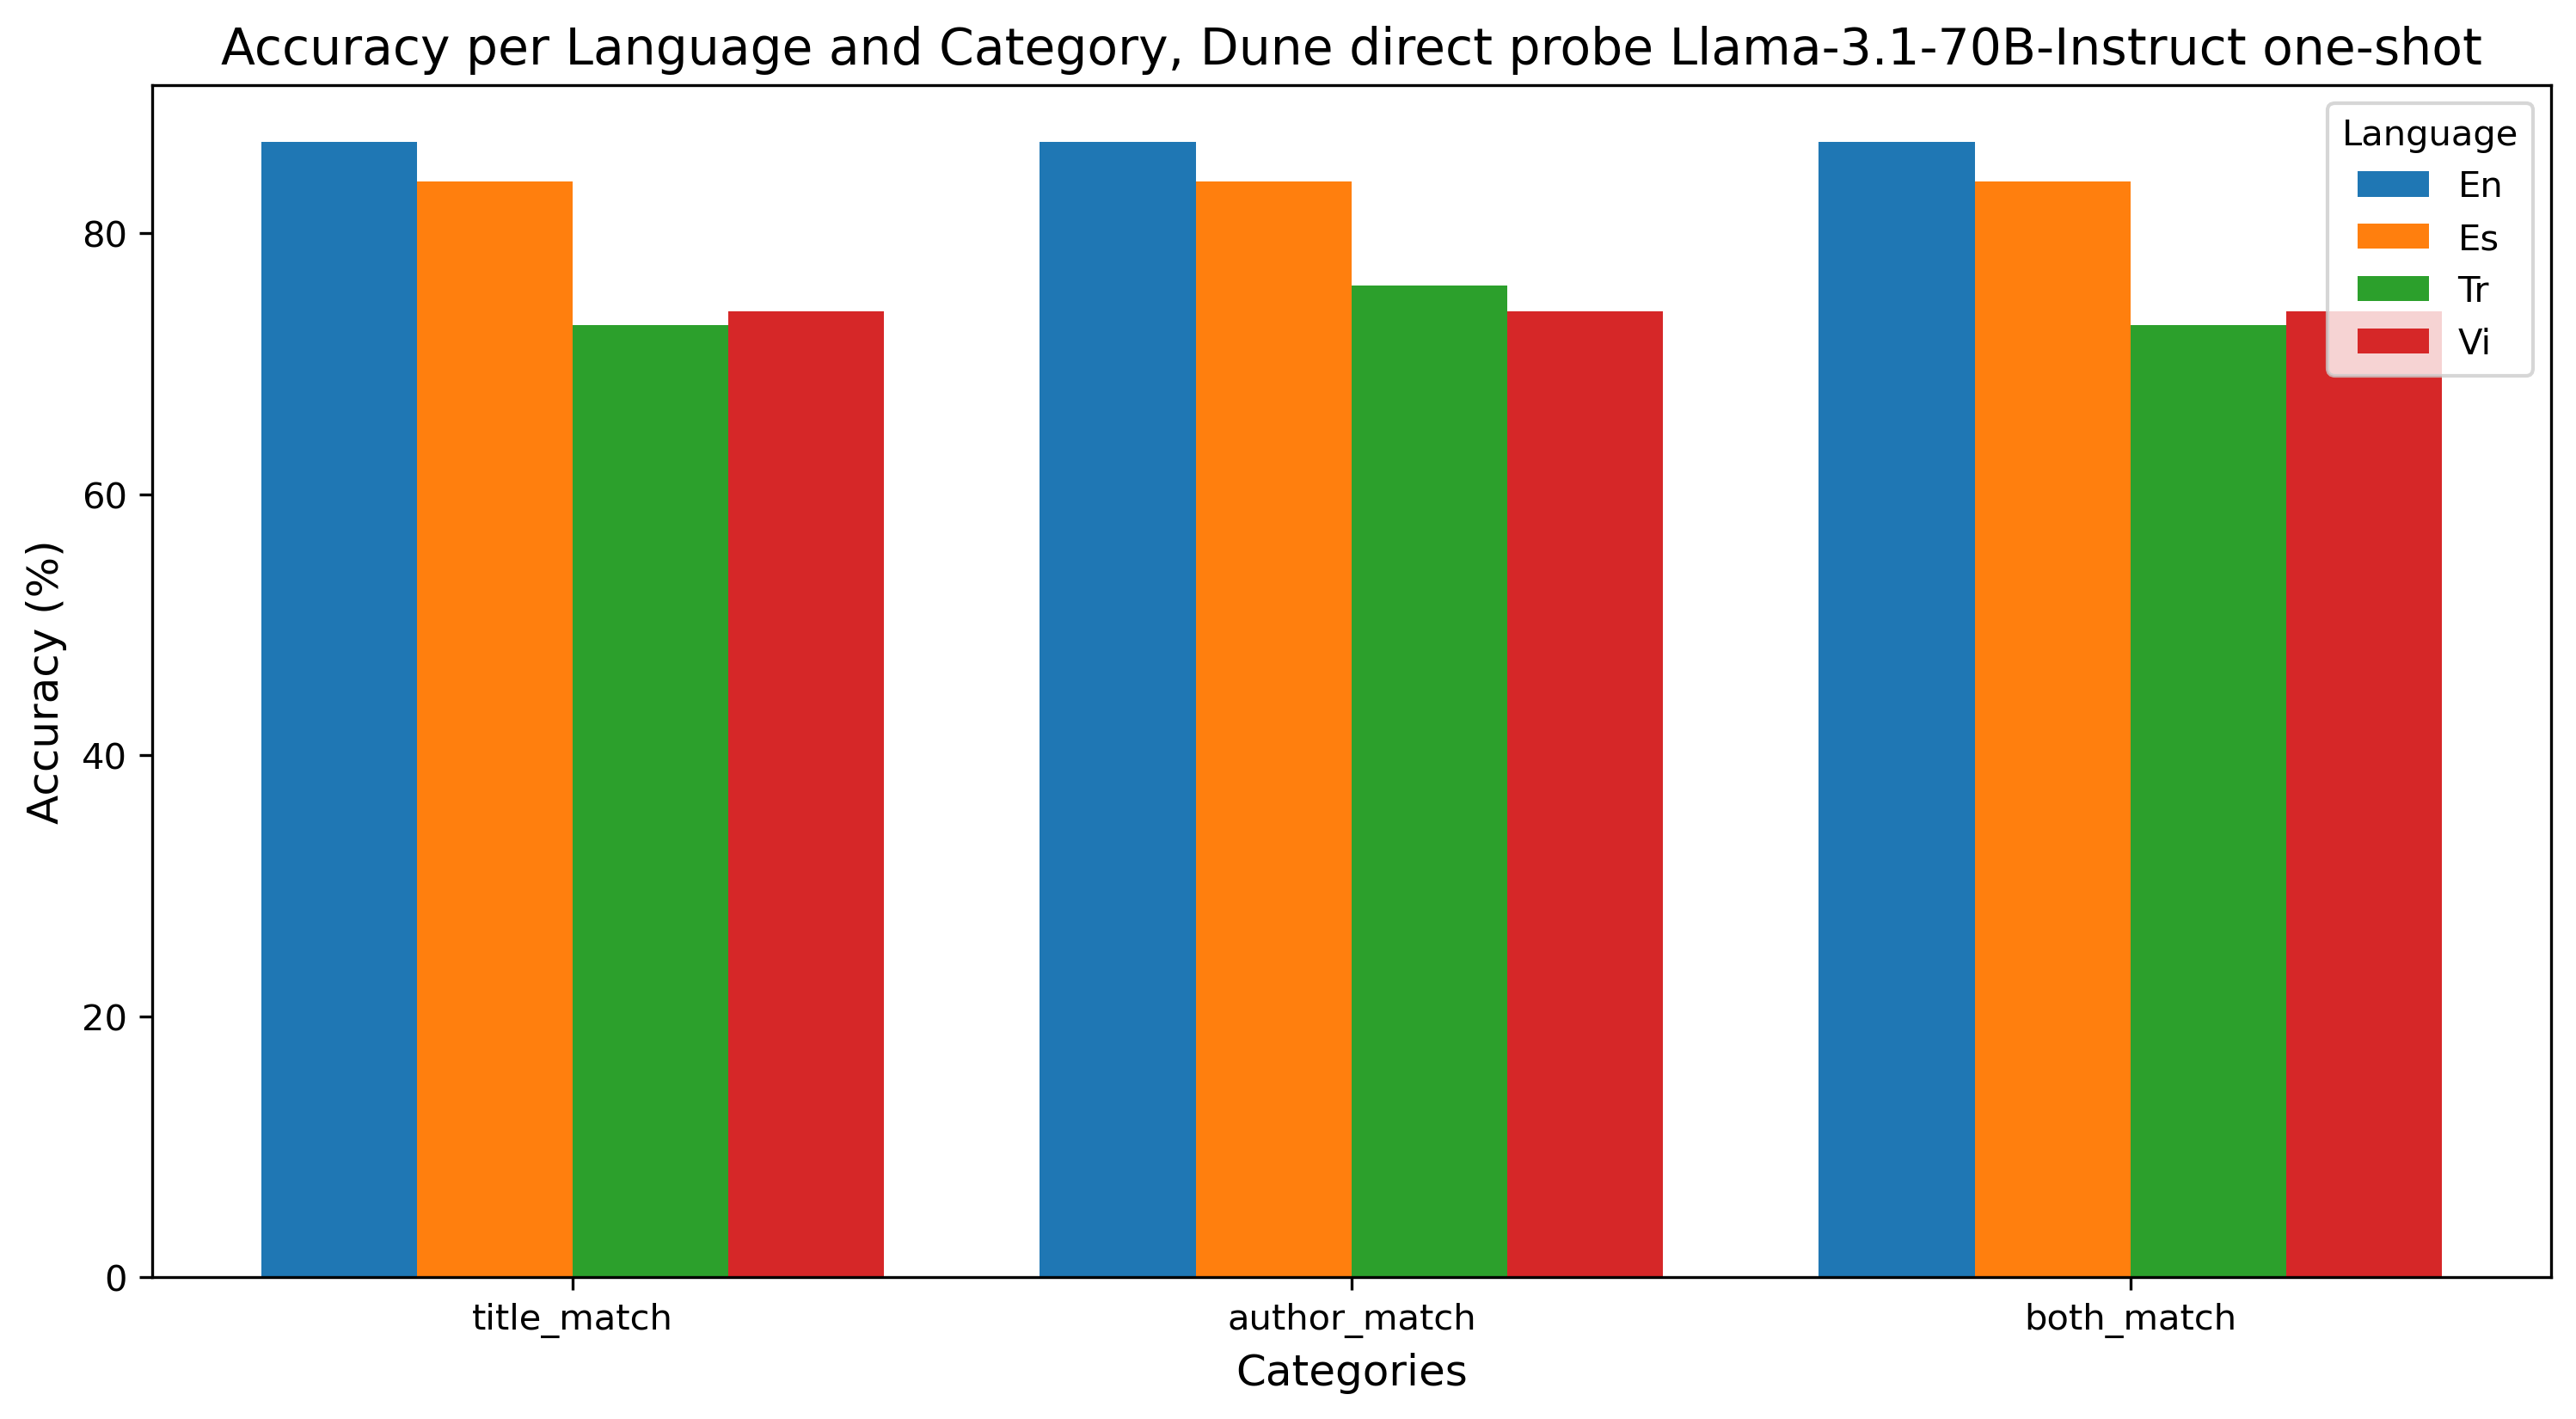 Accuracy per Language and Category, Dune direct probe Llama-3.1-70B-Instruct one-shot
Language
En
Es
Tr
Vi
Accuracy (%)
80
60
40
20
0
title_match
author_match
both_match
Categories